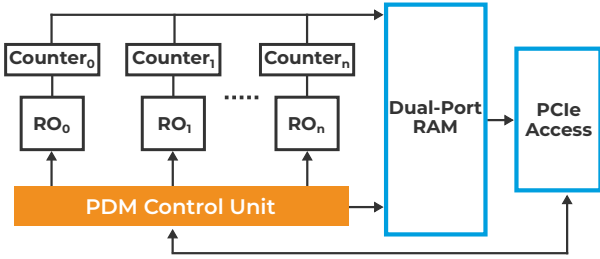 Counter₀
Counter₁
Counterₙ
RO₀
RO₁
ROₙ
Dual-Port
RAM
PCIe
Access
PDM Control Unit